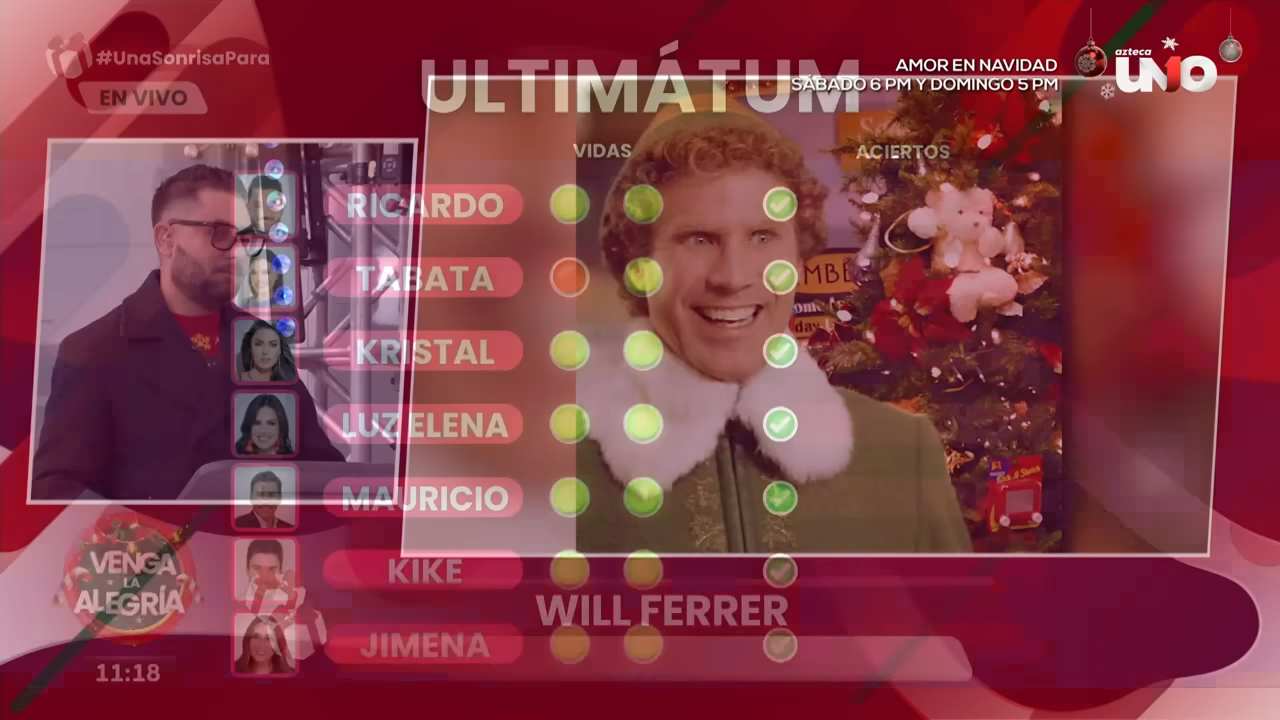 #UnaSonrisaPara
EN VIVO
ULTIMÁTUM
AMOR EN NAVIDAD
SÁBADO 6 PM Y DOMINGO 5 PM
azteca
UNO
VIDAS
ACIERTOS
RICARDO
TABATA
KRISTAL
LUZ ELENA
MAURICIO
KIKE
JIMENA
WILL FERRER
VENGA
LA
ALEGRÍA
11:18